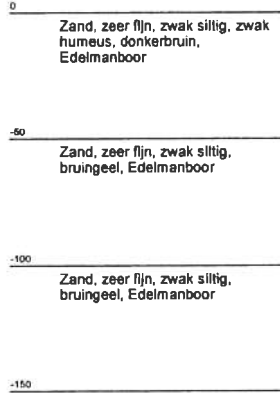 0
Zand, zeer fijn, zwak siltig, zwak
humeus, donkerbruin,
Edelmanboor
-50
Zand, zeer fijn, zwak siltig,
bruingeel, Edelmanboor
-100
Zand, zeer fijn, zwak siltig,
bruingeel, Edelmanboor
-150